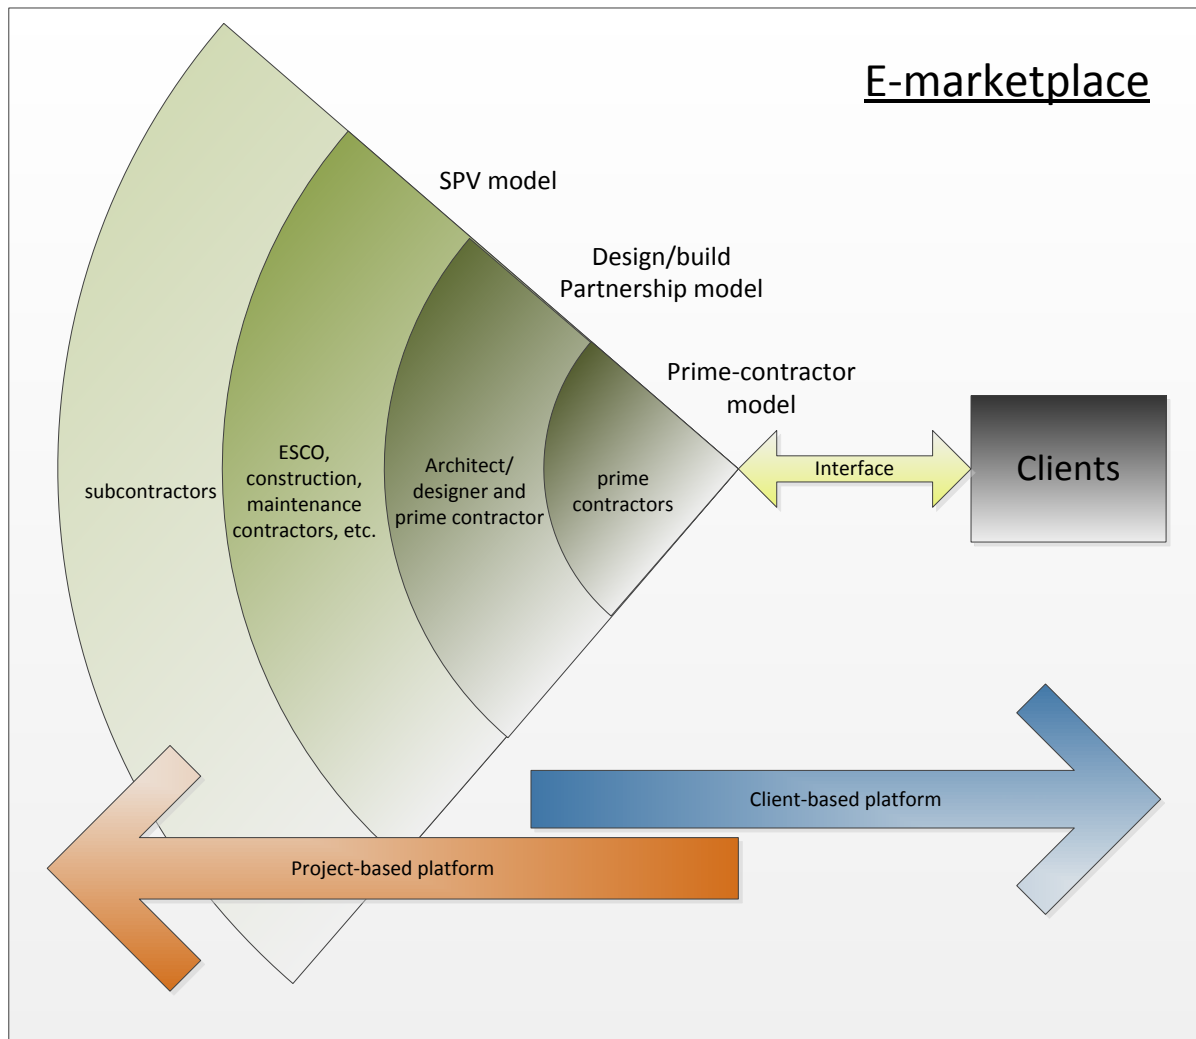 E-marketplace
SPV model
Design/build
Partnership model
Prime-contractor
model
subcontractors
ESCO,
construction,
maintenance
contractors, etc.
Architect/
designer and
prime contractor
prime
contractors
Interface
Clients
Client-based platform
Project-based platform